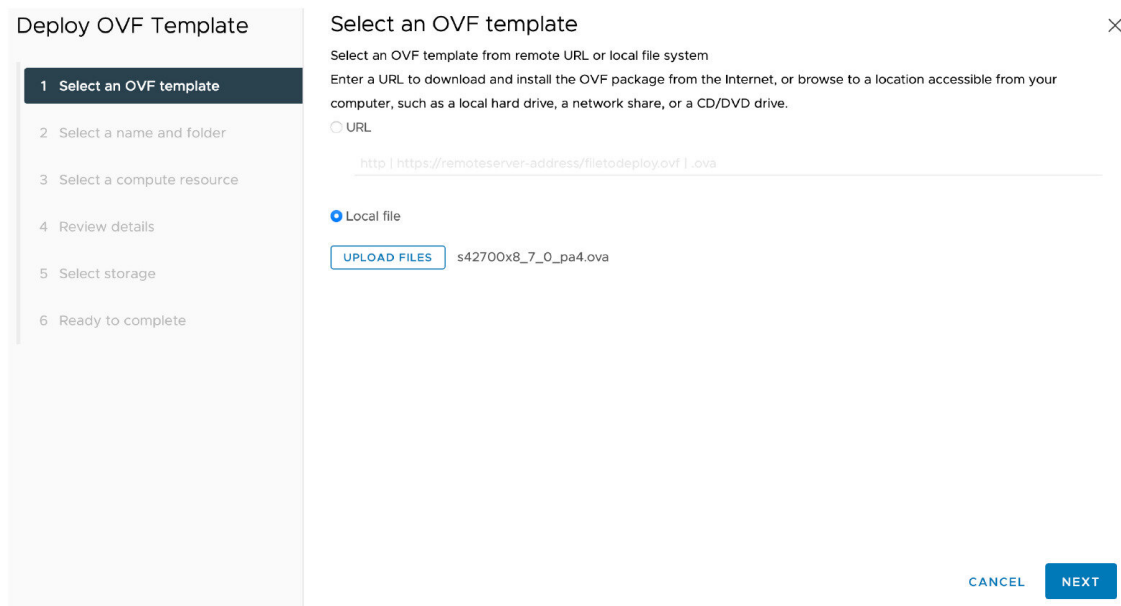 Deploy OVF Template
1 Select an OVF template
2 Select a name and folder
3 Select a compute resource
4 Review details
5 Select storage
6 Ready to complete
Select an OVF template
Select an OVF template from remote URL or local file system
Enter a URL to download and install the OVF package from the Internet, or browse to a location accessible from your
computer, such as a local hard drive, a network share, or a CD/DVD drive.
URL
http | https://remoteserver-address/filetodeploy.ovf | .ova
Local file
UPLOAD FILES s42700x8_7_0_pa4.ova
CANCEL NEXT